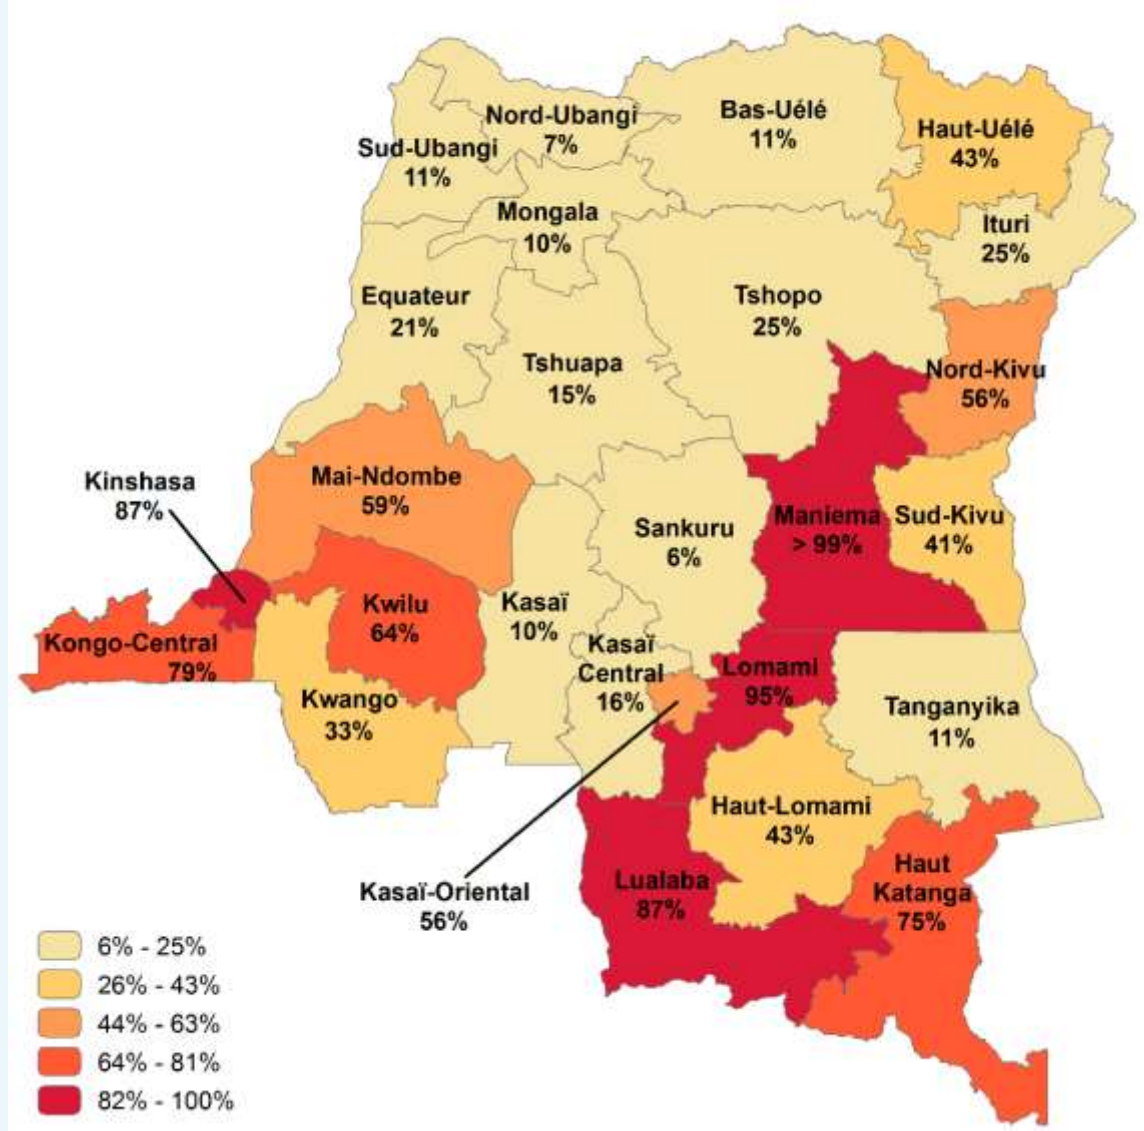 Nord-Ubangi
7%
Bas-Uélé
11%
Haut-Uélé
43%
Sud-Ubangi
11%
Mongala
10%
Ituri
25%
Equateur
21%
Tshopo
25%
Tshuapa
15%
Nord-Kivu
56%
Kinshasa
87%
Mai-Ndombe
59%
Sankuru
6%
Maniema
> 99%
Sud-Kivu
41%
Kongo-Central
79%
Kwilu
64%
Kasaï
10%
Kasaï
Central
16%
Lomami
95%
Kwango
33%
Tanganyika
11%
Haut-Lomami
43%
Kasaï-Oriental
56%
Lualaba
87%
Haut
Katanga
75%
6% - 25%
26% - 43%
44% - 63%
64% - 81%
82% - 100%